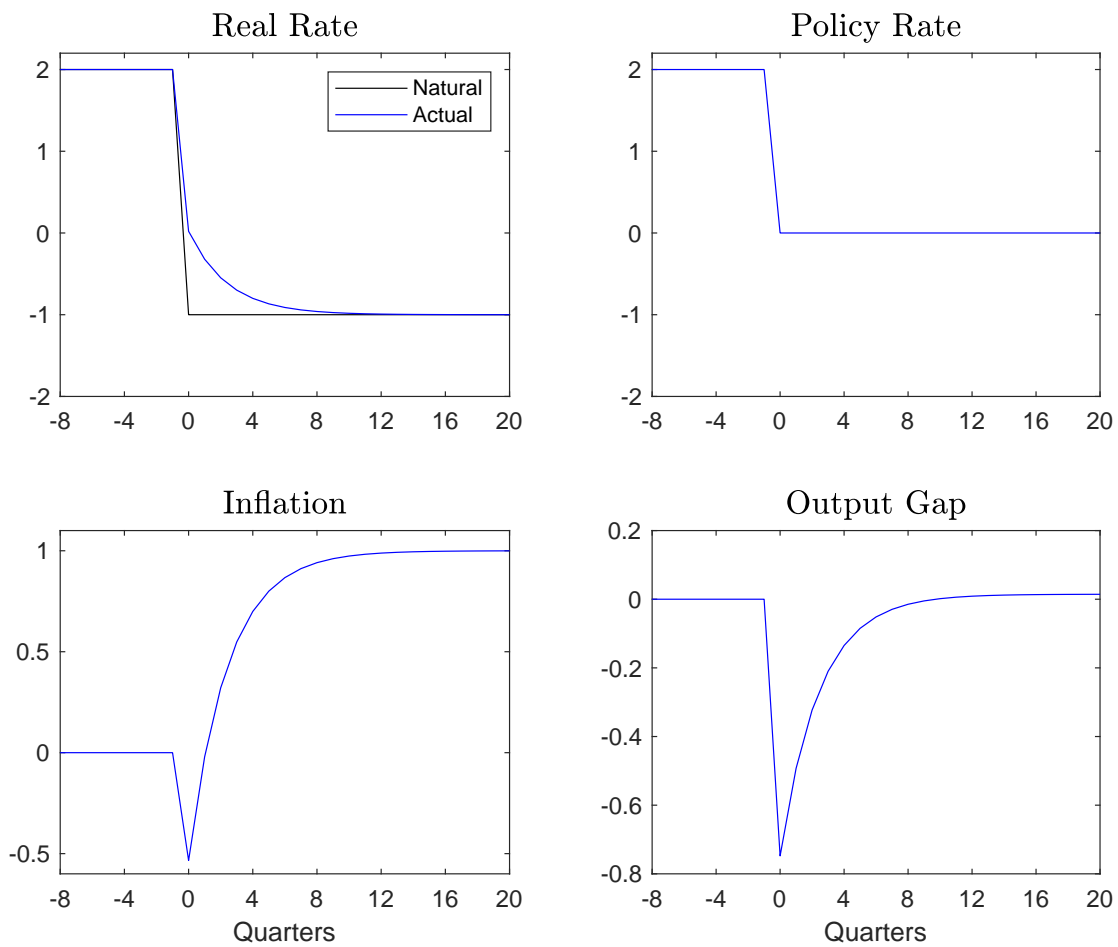 Real Rate
2
1
0
-1
-2
-8 -4 0 4 8 12 16 20
Natural
Actual
Policy Rate
2
1
0
-1
-2
-8 -4 0 4 8 12 16 20
Inflation
1
0.5
0
-0.5
-8 -4 0 4 8 12 16 20
Quarters
Output Gap
0.2
0
-0.2
-0.4
-0.6
-0.8
-8 -4 0 4 8 12 16 20
Quarters